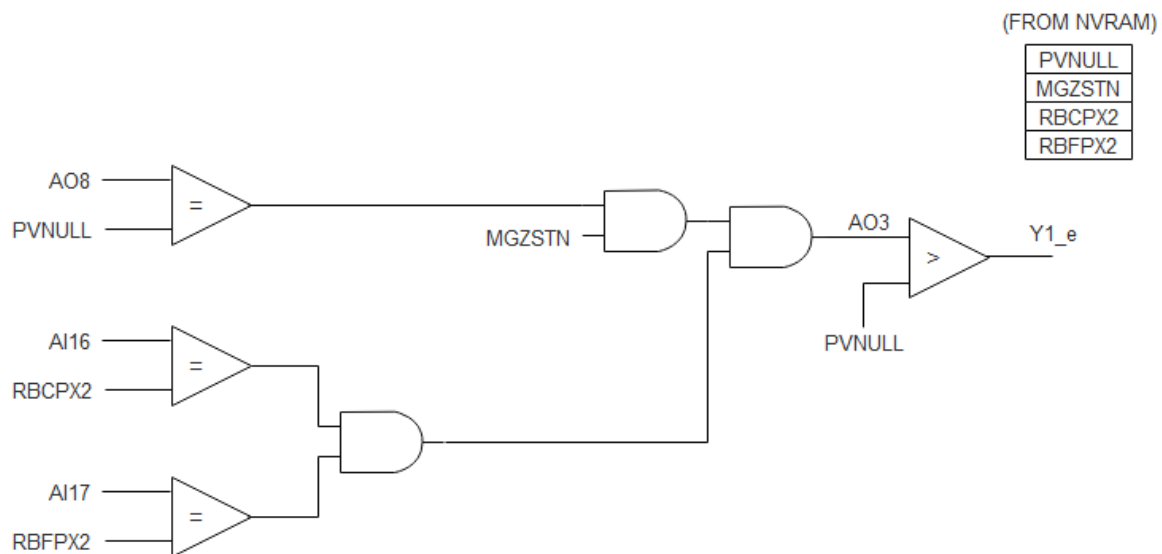 (FROM NVRAM)
PVNULL
MGZSTN
RBCPX2
RBFPX2
AO8
=
PVNULL
MGZSTN
AO3
>
Y1_e
PVNULL
AI16
=
RBCPX2
AI17
=
RBFPX2